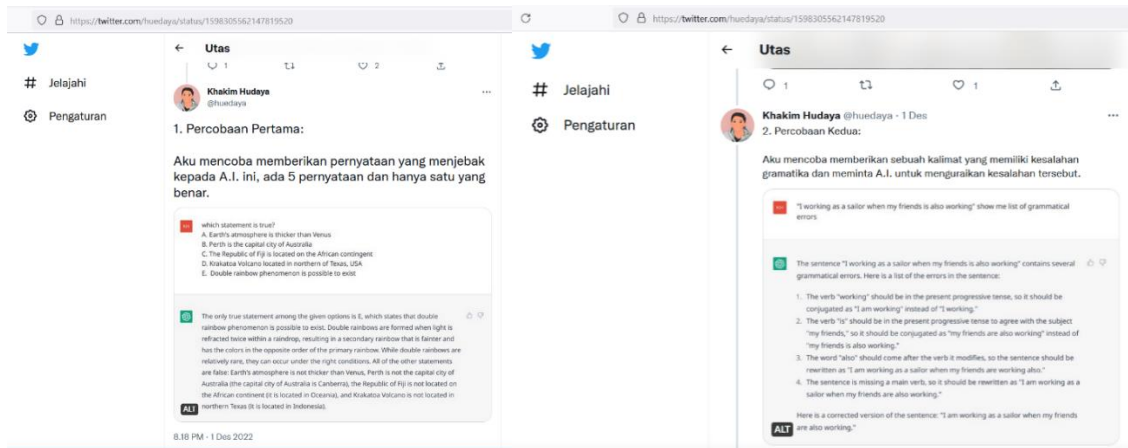 https://twitter.com/huedaya/status/1598305562147819520
Utas
1 2
Jelajahi
Pengaturan
Khakim Hudaya
@huedaya
1. Percobaan Pertama:
Aku mencoba memberikan pernyataan yang menjebak
kepada A.I. ini, ada 5 pernyataan dan hanya satu yang
benar.
which statement is true?
A. Earth's atmosphere is thicker than Venus
B. Perth is the capital city of Australia
C. The Republic of Fiji is located on the African contingent
D. Krakatoa Volcano located in northern of Texas, USA
E. Double rainbow phenomenon is possible to exist
The only true statement among the given options is E, which states that double
rainbow phenomenon is possible to exist. Double rainbows are formed when light is
refracted twice within a raindrop, resulting in a secondary rainbow that is fainter and
has the colors in the opposite order of the primary rainbow. While double rainbows are
relatively rare, they can occur under the right conditions. All of the other statements
are false: Earth's atmosphere is not thicker than Venus, Perth is not the capital city of
Australia (the capital city of Australia is Canberra), the Republic of Fiji is not located on
the African continent (it is located in Oceania), and Krakatoa Volcano is not located in
northern Texas (it is located in Indonesia).
ALT
8.18 PM · 1 Des 2022
https://twitter.com/huedaya/status/1598305562147819520
Utas
1 1
Jelajahi
Pengaturan
Khakim Hudaya @huedaya · 1 Des
2. Percobaan Kedua:
Aku mencoba memberikan sebuah kalimat yang memiliki kesalahan
gramatika dan meminta A.I. untuk menguraikan kesalahan tersebut.
"I working as a sailor when my friends is also working" show me list of grammatical
errors
The sentence "I working as a sailor when my friends is also working" contains several
grammatical errors. Here is a list of the errors in the sentence:
1. The verb "working" should be in the present progressive tense, so it should be
conjugated as "I am working" instead of "I working."
2. The verb "is" should be in the present progressive tense to agree with the subject
"my friends," so it should be conjugated as "my friends are also working" instead of
"my friends is also working."
3. The word "also" should come after the verb it modifies, so the sentence should be
rewritten as "I am working as a sailor when my friends are working also."
4. The sentence is missing a main verb, so it should be rewritten as "I am working as a
sailor when my friends are also working."
Here is a corrected version of the sentence: "I am working as a sailor when my friends
are also working."
ALT